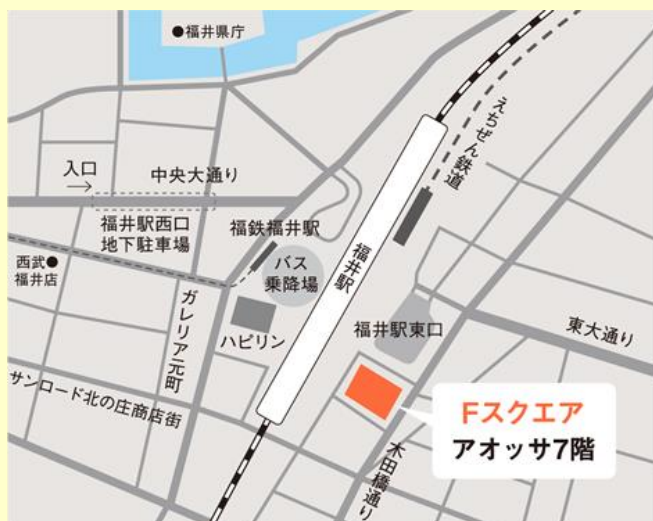 ●福井県庁
えちぜん鉄道
入口
→
中央大通り
福井駅西口
地下駐車場
福鉄福井駅
西武●
福井店
バス
乗降場
福井駅
ガレリア元町
ハピリン
福井駅東口
東大通り
サンロード北の庄商店街
Fスクエア
アオッサ7階
木田橋通り